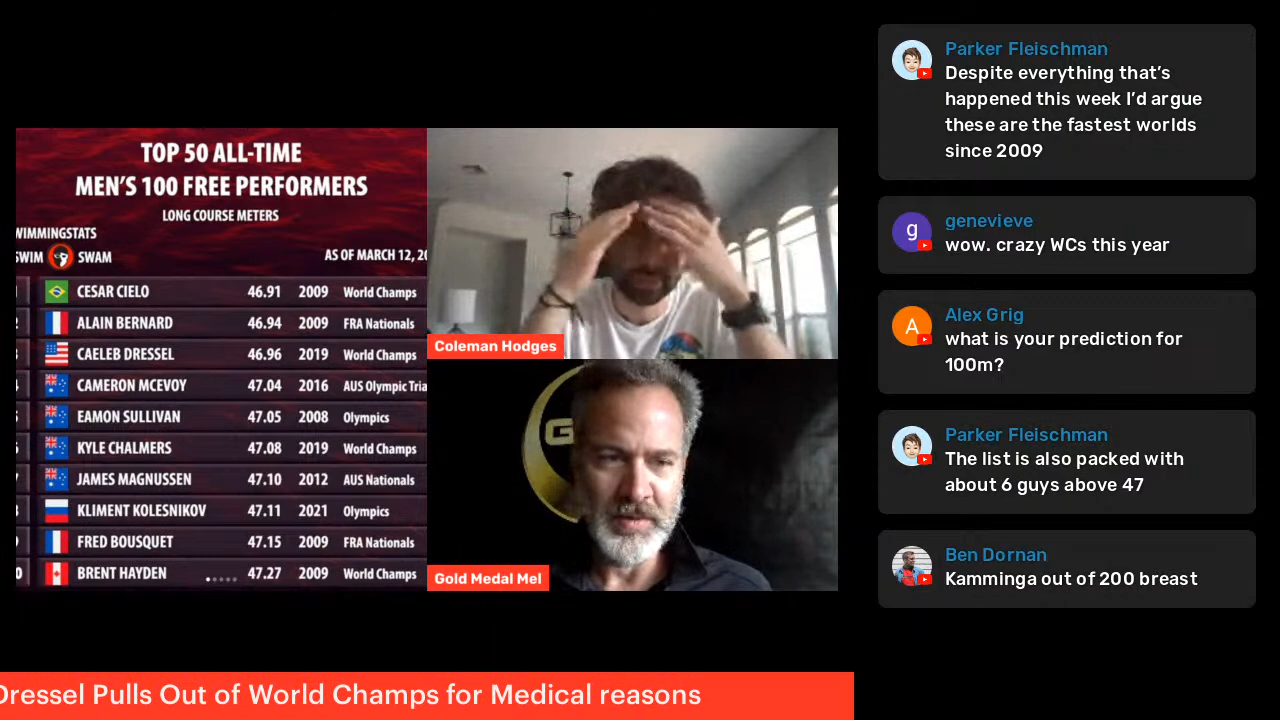 TOP 50 ALL-TIME
MEN'S 100 FREE PERFORMERS
LONG COURSE METERS
WIMMINGSTATS
SWIM SWAM AS OF MARCH 12, 20
CESAR CIELO 46.91 2009 World Champs
ALAIN BERNARD 46.94 2009 FRA Nationals
CAELEB DRESSEL 46.96 2019 World Champs
CAMERON MCEVOY 47.04 2016 AUS Olympic Tria
EAMON SULLIVAN 47.05 2008 Olympics
KYLE CHALMERS 47.08 2019 World Champs
JAMES MAGNUSSEN 47.10 2012 AUS Nationals
KLIMENT KOLESNIKOV 47.11 2021 Olympics
FRED BOUSQUET 47.15 2009 FRA Nationals
0 BRENT HAYDEN 47.27 2009 World Champs
Coleman Hodges
G
Gold Medal Mel
Parker Fleischman
Despite everything that's
happened this week I'd argue
these are the fastest worlds
since 2009
g
genevieve
wow. crazy WCs this year
A
Alex Grig
what is your prediction for
100m?
Parker Fleischman
The list is also packed with
about 6 guys above 47
Ben Dornan
Kamminga out of 200 breast
Dressel Pulls Out of World Champs for Medical reasons